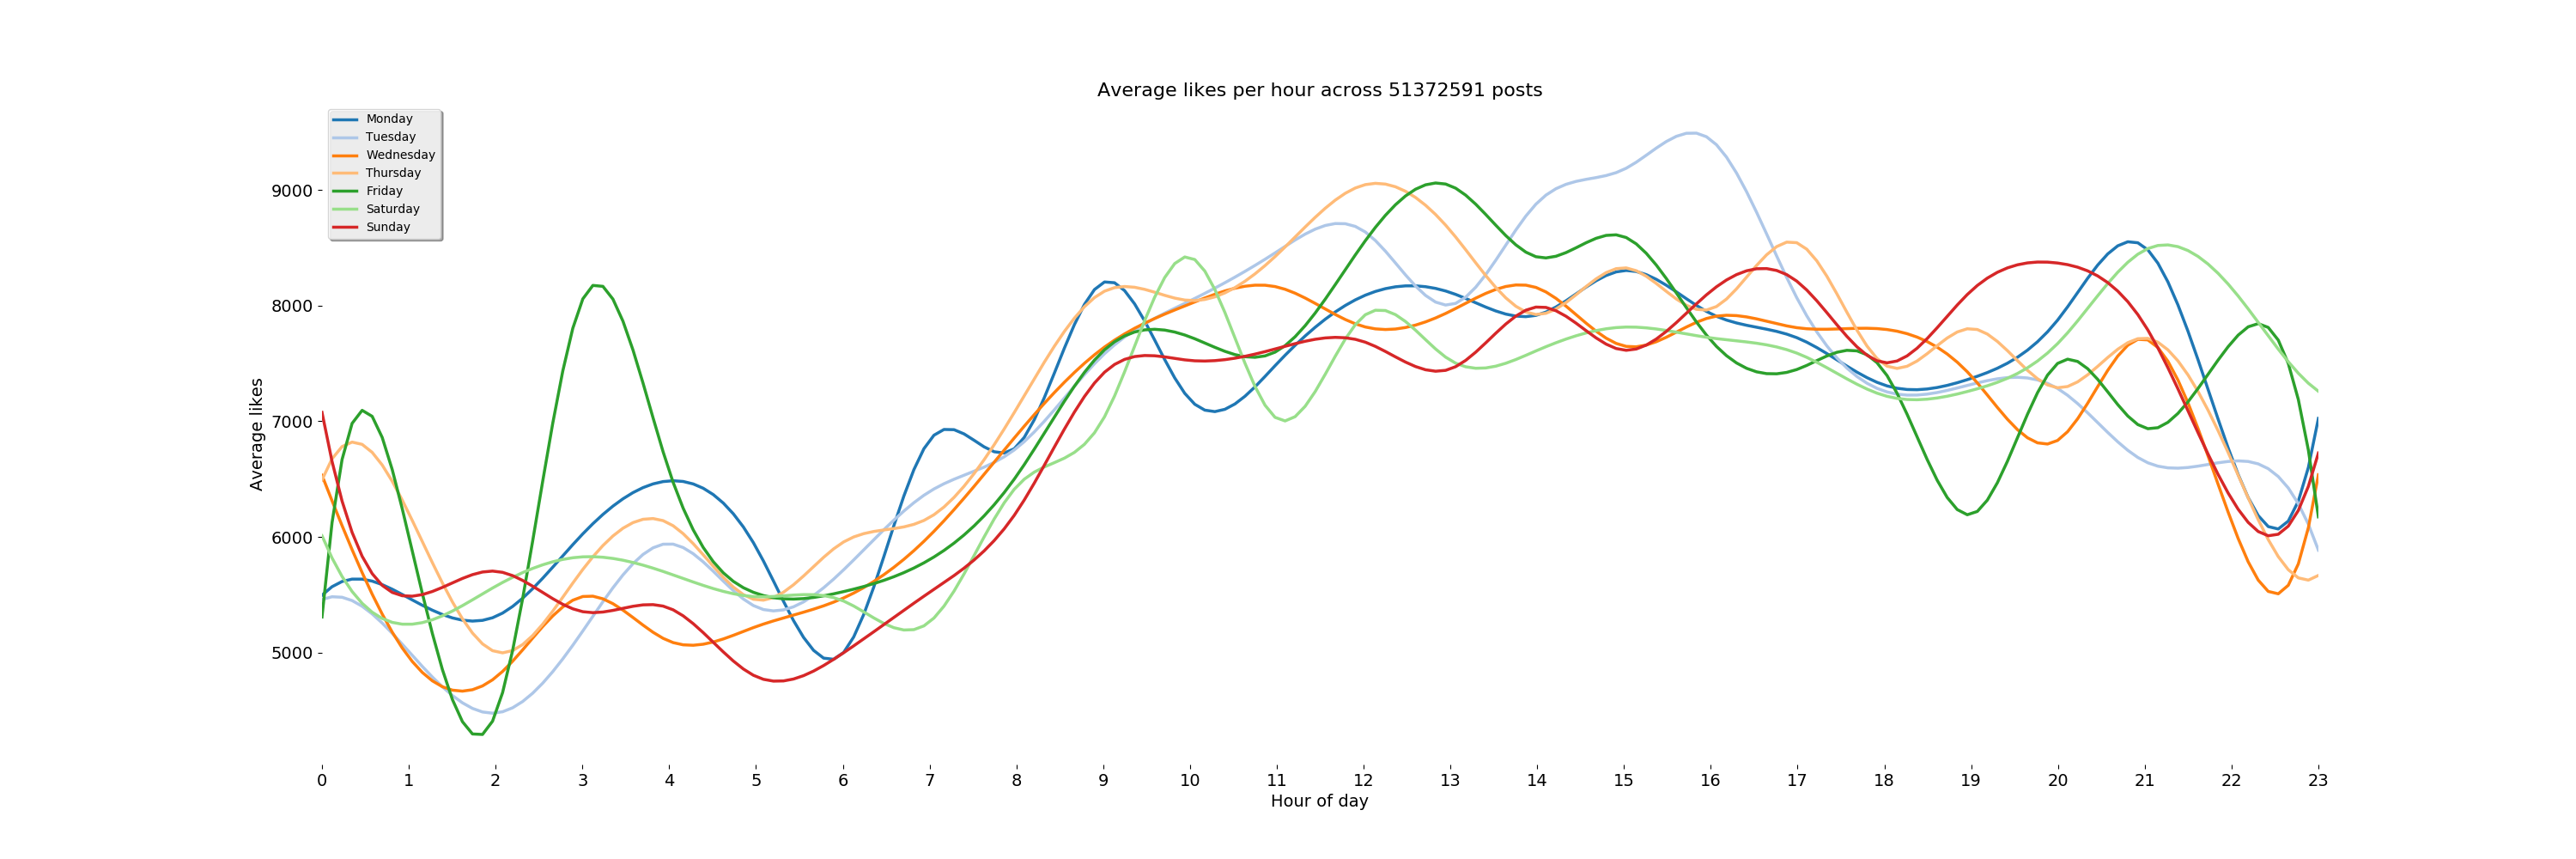 Average likes per hour across 51372591 posts
Monday
Tuesday
Wednesday
Thursday
Friday
Saturday
Sunday
Average likes
9000
8000
7000
6000
5000
0 1 2 3 4 5 6 7 8 9 10 11 12 13 14 15 16 17 18 19 20 21 22 23
Hour of day